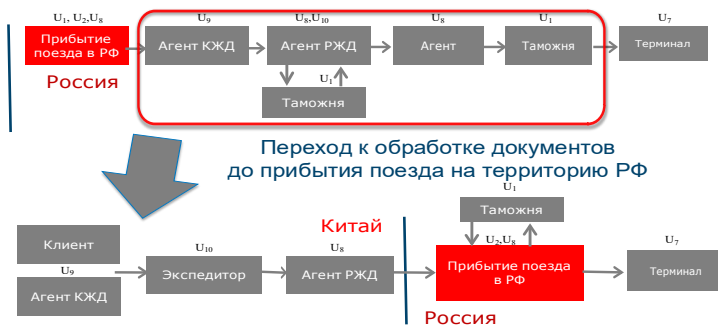 U1, U2,U8
U9
U8,U10
U8
U1
U7
Прибытие
поезда в РФ
Агент КЖД
Агент РЖД
Агент
Таможня
Терминал
Россия
U1
Таможня
Переход к обработке документов
до прибытия поезда на территорию РФ
U1
Таможня
Китай
Клиент
U9
Агент КЖД
U10
Экспедитор
U8
Агент РЖД
U2,U8
Прибытие поезда
в РФ
U7
Терминал
Россия